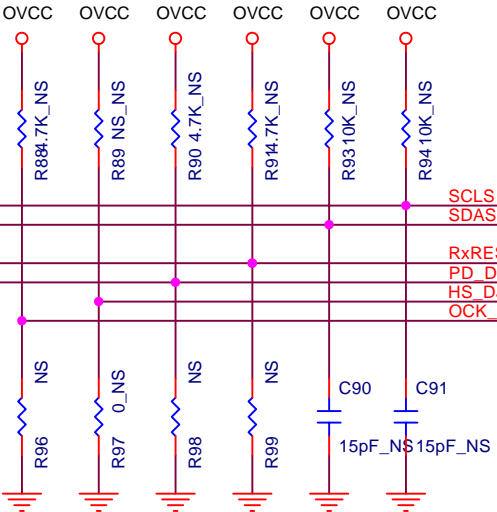 OVCC OVCC OVCC OVCC OVCC OVCC
R88 4.7K_NS
R89 NS_NS
R90 4.7K_NS
R91 4.7K_NS
R93 10K_NS
R94 10K_NS
SCLS
SDAS
RxRES
PD_D
HS_D
OCK_
R96 NS
R97 0_NS
R98 NS
R99 NS
C90
15pF_NS
C91
15pF_NS